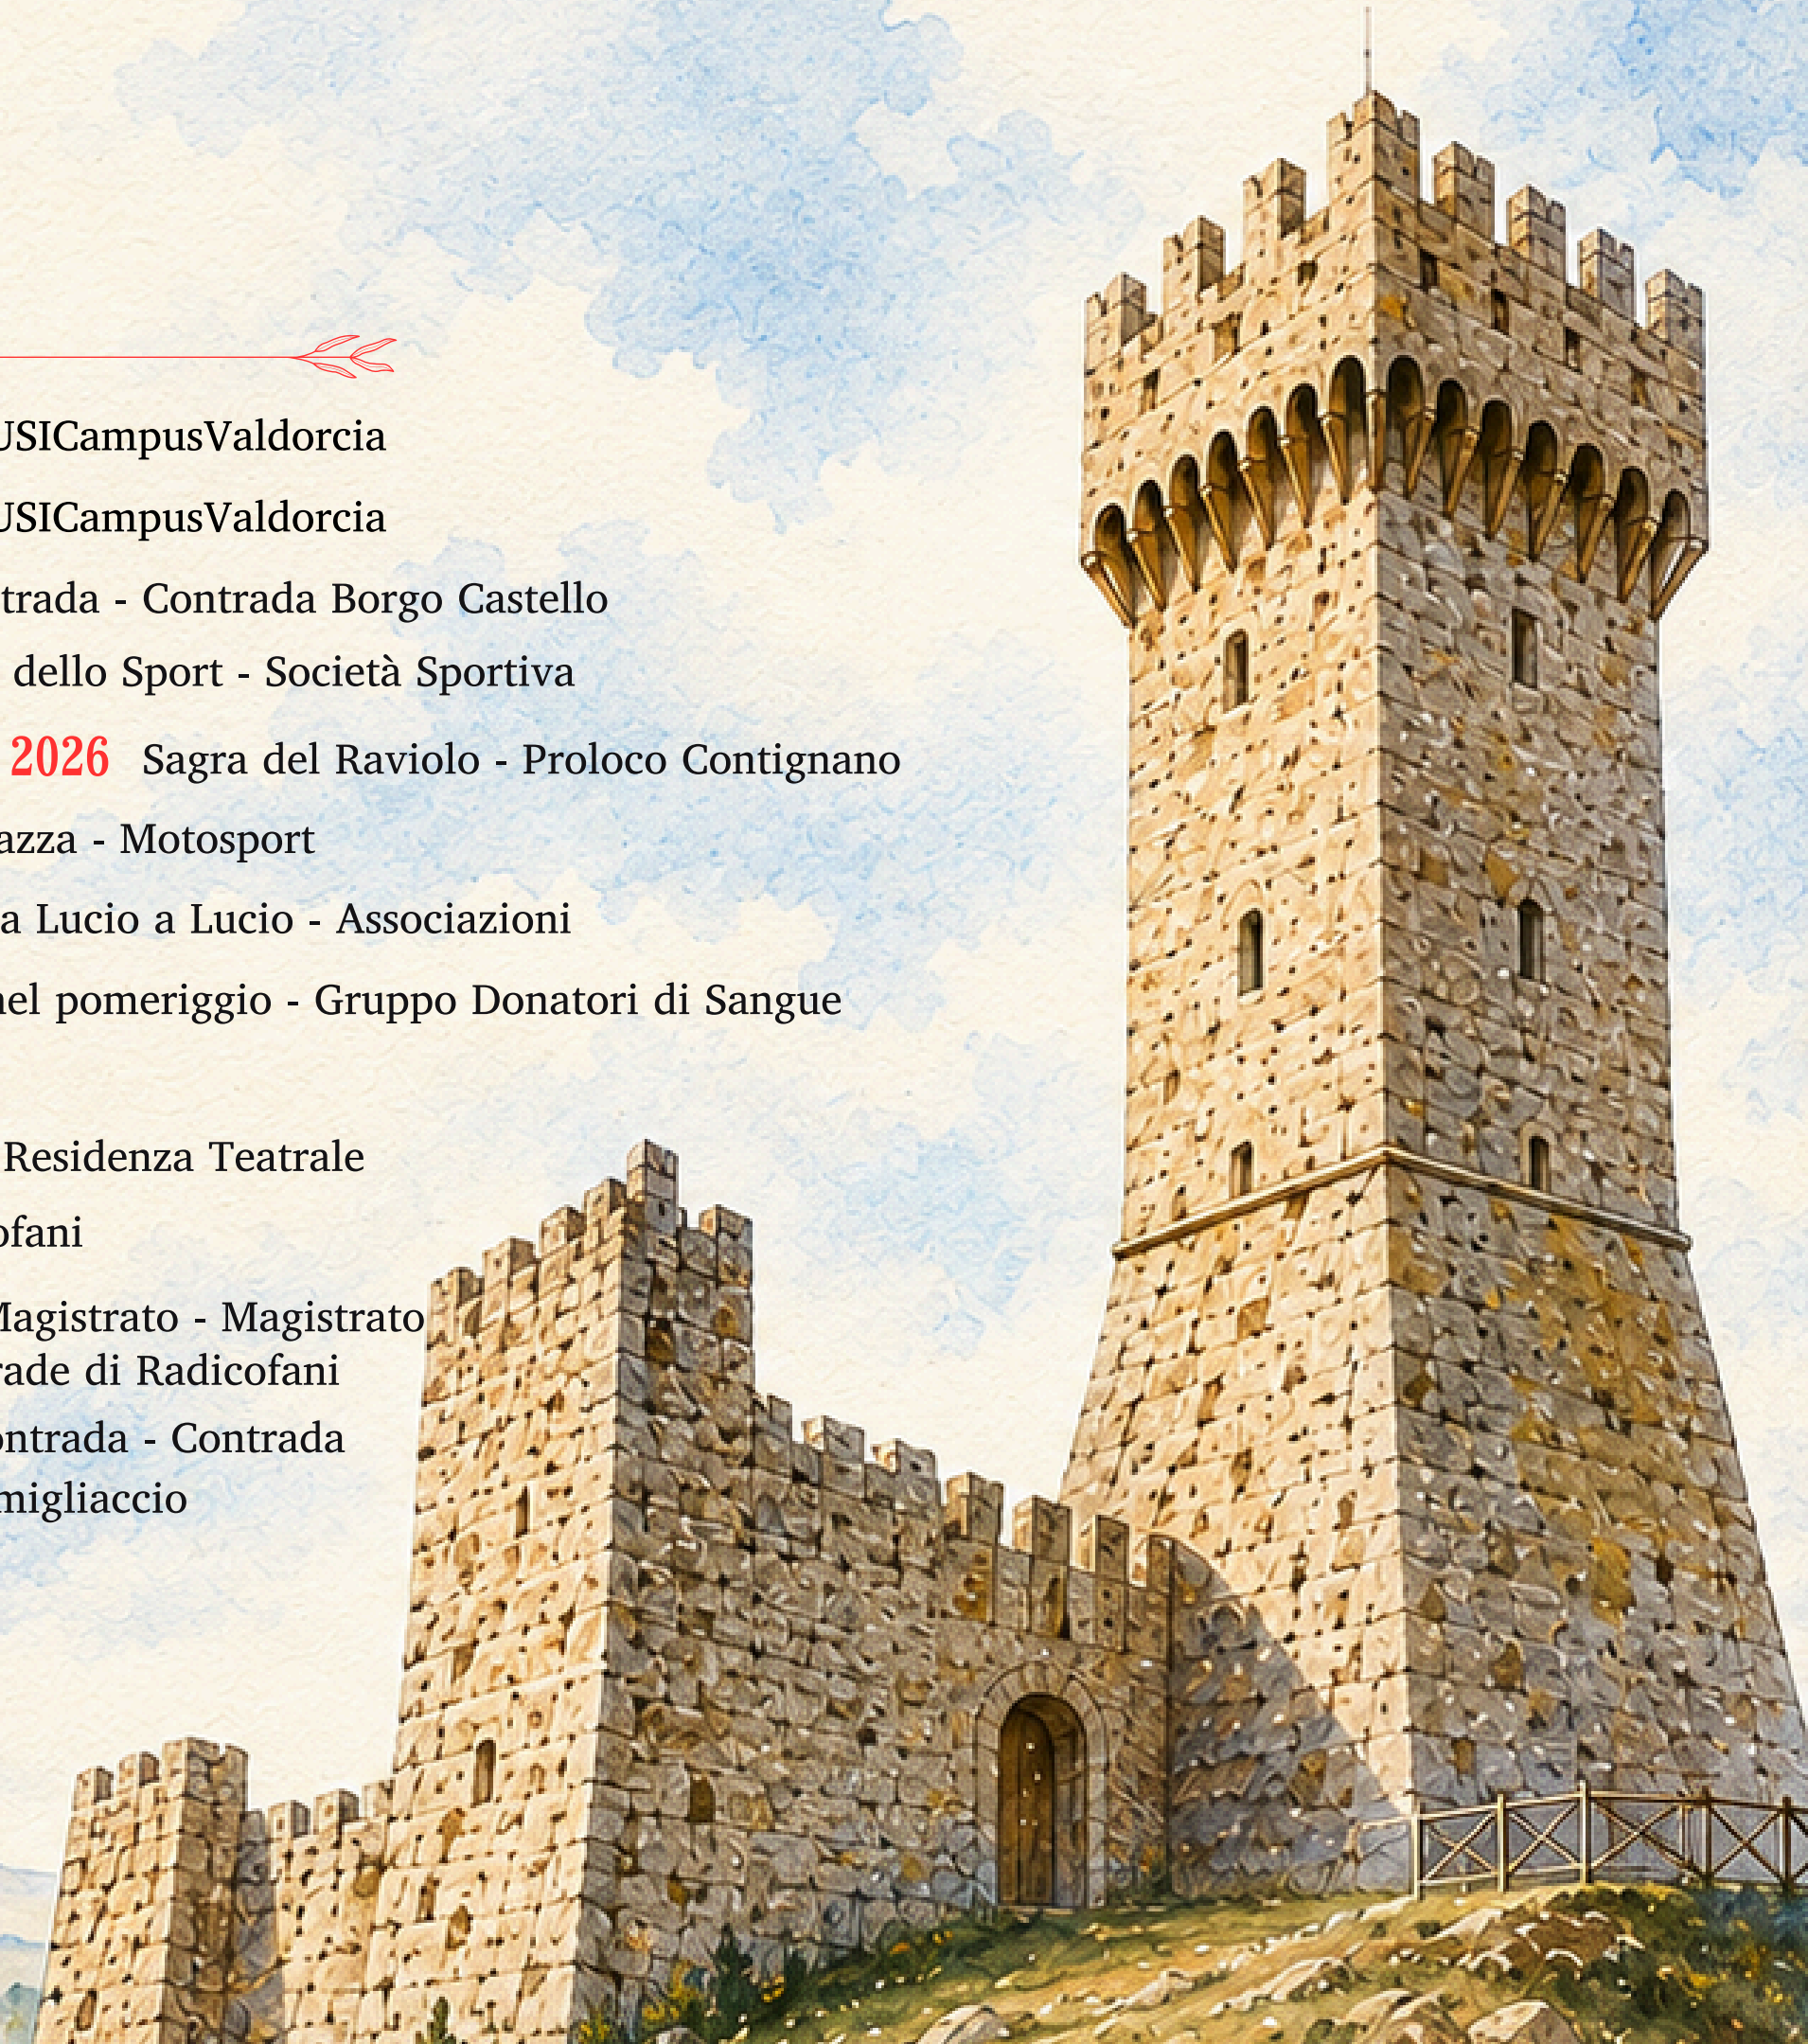 USICampusValdorcia
USICampusValdorcia
trada - Contrada Borgo Castello
dello Sport - Società Sportiva
2026 Sagra del Raviolo - Proloco Contignano
azza - Motosport
a Lucio a Lucio - Associazioni
nel pomeriggio - Gruppo Donatori di Sangue
Residenza Teatrale
ofani
Magistrato - Magistrato
rade di Radicofani
ontrada - Contrada
migliaccio